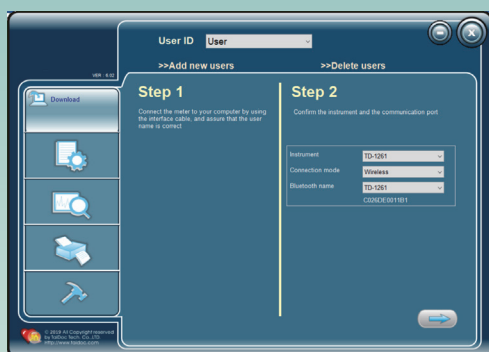 User ID User
>>Add new users >>Delete users
VER : 6.02
Download
Step 1
Connect the meter to your computer by using
the interface cable, and assure that the user
name is correct
Step 2
Confirm the instrument and the communication port
Instrument TD-1261
Connection mode Wireless
Bluetooth name TD-1261
C026DE0011B1
© 2018 All Copyright reserved
by TaiDoc Tech. Co.,LTD.
http://www.taidoc.com